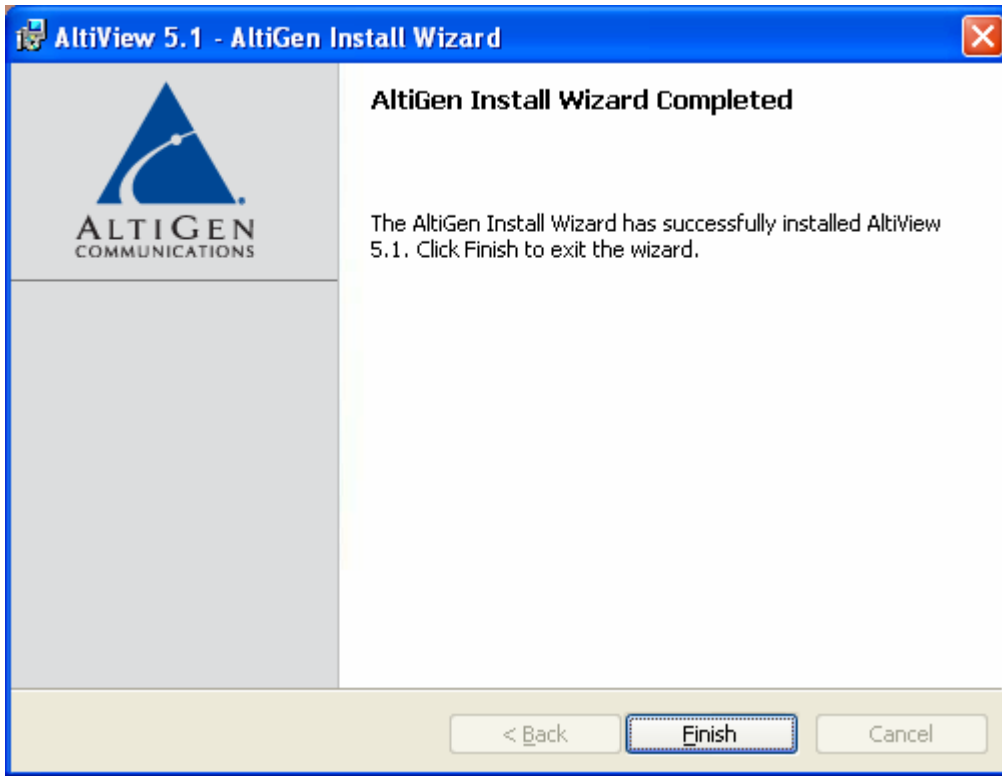 AltiView 5.1 - AltiGen Install Wizard
ALTIGEN
COMMUNICATIONS
AltiGen Install Wizard Completed
The AltiGen Install Wizard has successfully installed AltiView
5.1. Click Finish to exit the wizard.
< Back
Finish
Cancel